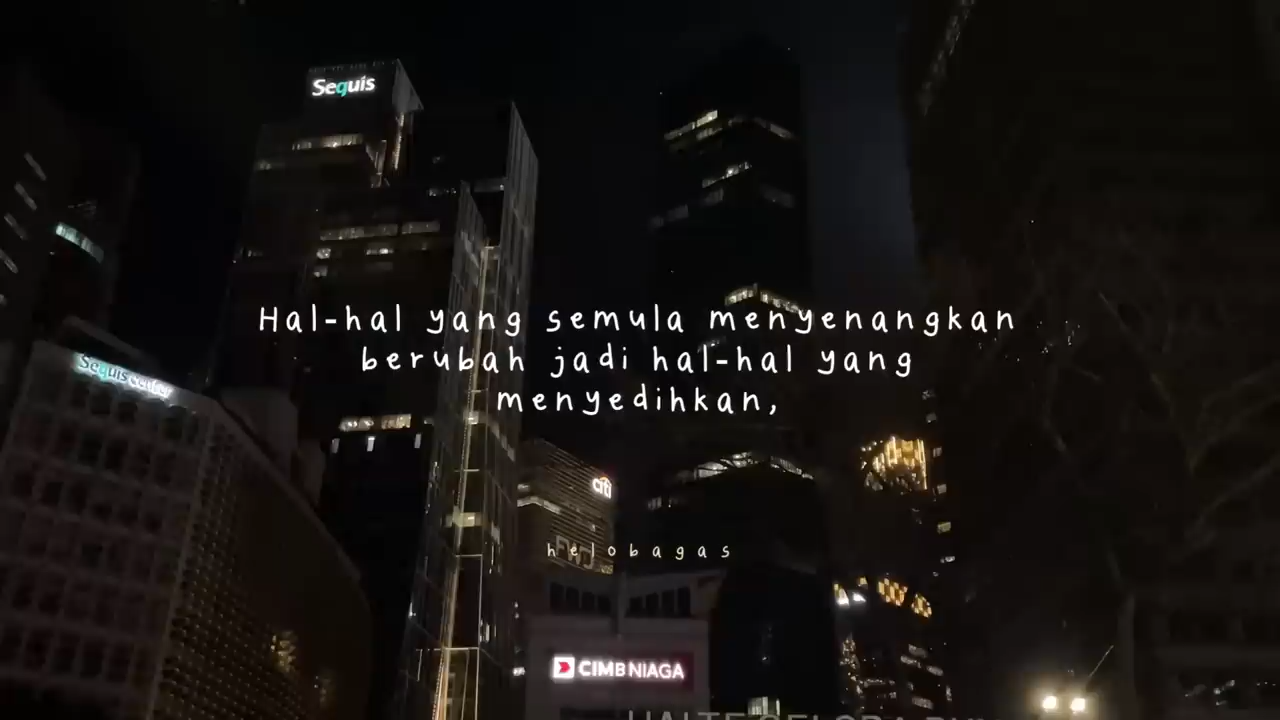 Sequis
Hal-hal yang semula menyenangkan
berubah jadi hal-hal yang
menyedihkan,
Sequis center
citi
helobagas
CIMB NIAGA